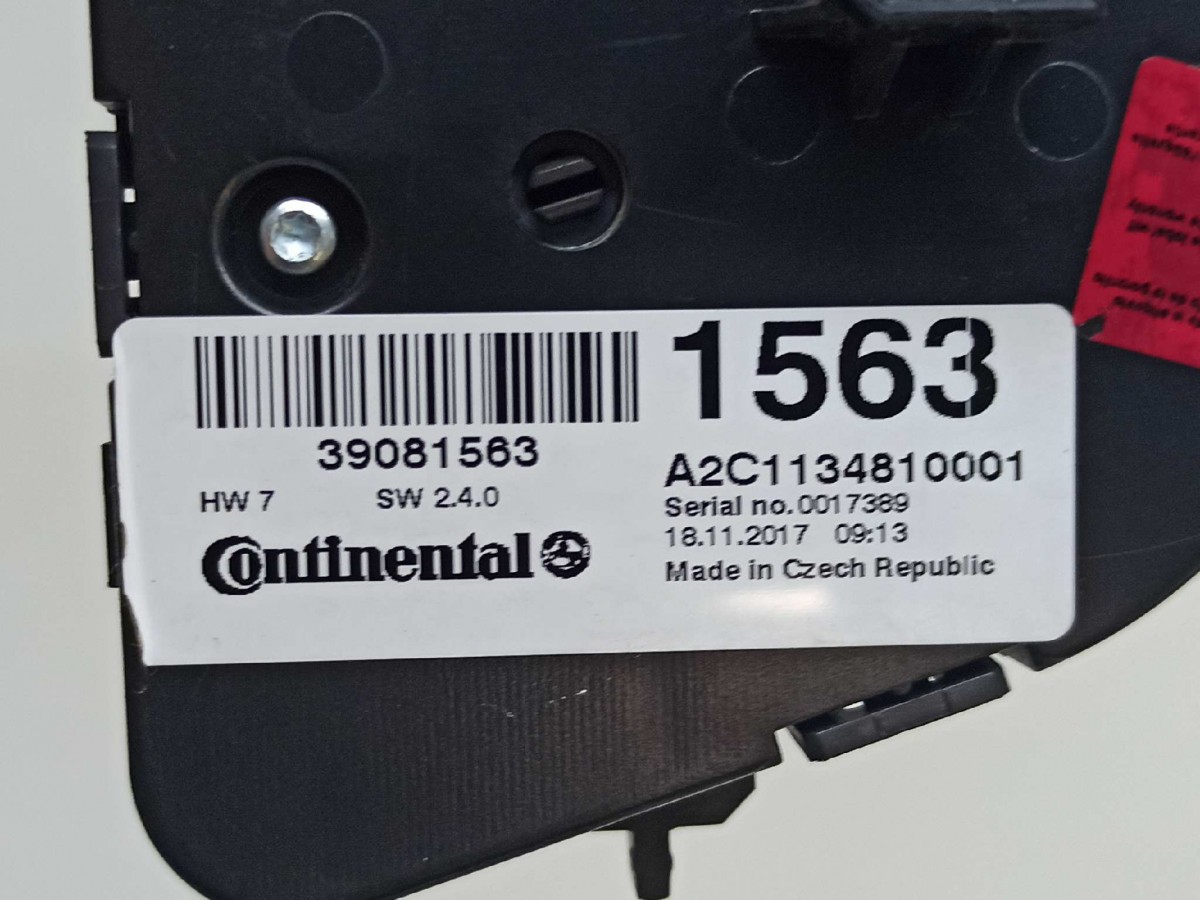 1563
39081563
A2C1134810001
HW 7 SW 2.4.0
Serial no.0017389
18.11.2017 09:13
Continental
Made in Czech Republic